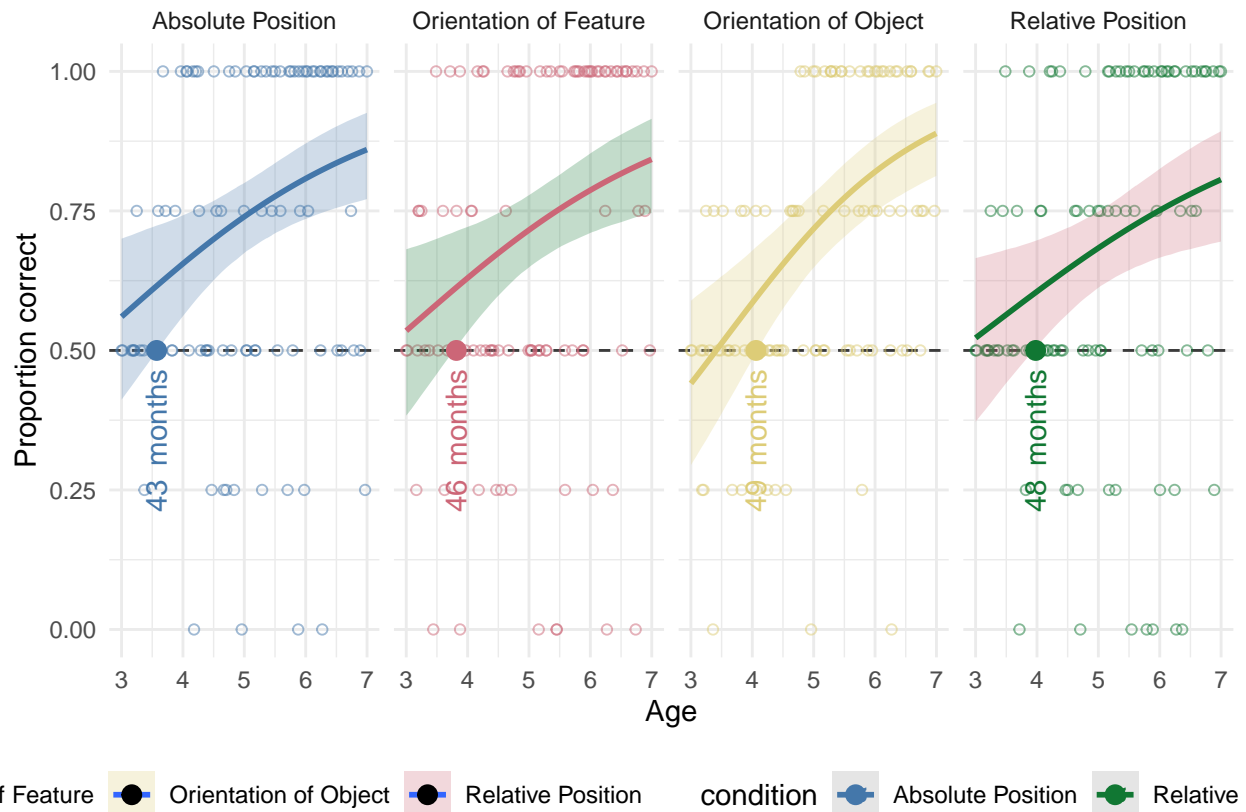 Absolute Position Orientation of Feature Orientation of Object Relative Position
1.00
0.75
0.50
0.25
0.00
Proportion correct
43 months
46 months
49 months
48 months
3 4 5 6 7 3 4 5 6 7 3 4 5 6 7 3 4 5 6 7
Age
f Feature Orientation of Object Relative Position condition Absolute Position Relative